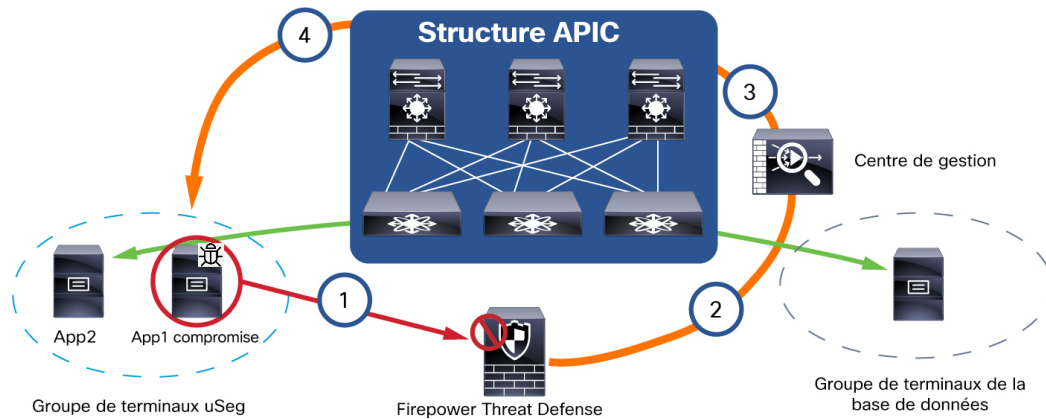 4
Structure APIC
3
Centre de gestion
App2
App1 compromise
1
2
Groupe de terminaux uSeg
Firepower Threat Defense
Groupe de terminaux de la
base de données